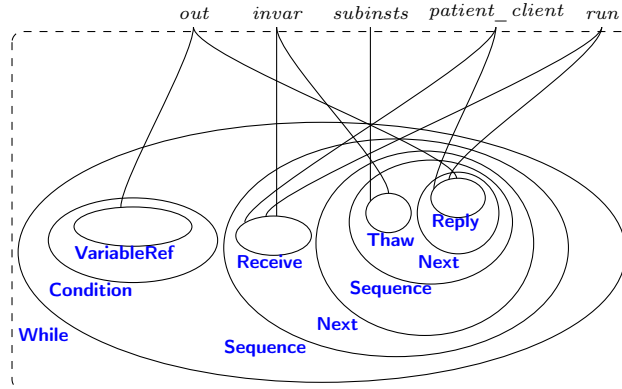 out invar subinsts patient_client run
Reply
Thaw
VariableRef
Receive
Next
Condition
Sequence
Next
While
Sequence